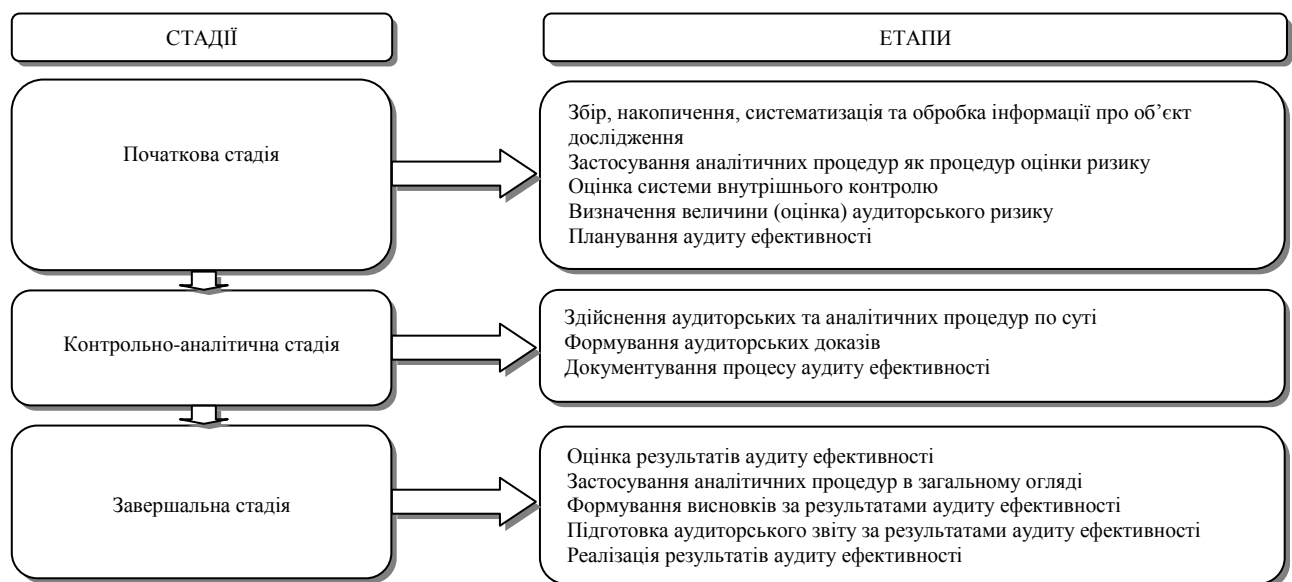 СТАДІЇ
ЕТАПИ
Початкова стадія
Збір, накопичення, систематизація та обробка інформації про об’єкт
дослідження
Застосування аналітичних процедур як процедур оцінки ризику
Оцінка системи внутрішнього контролю
Визначення величини (оцінка) аудиторського ризику
Планування аудиту ефективності
Контрольно-аналітична стадія
Здійснення аудиторських та аналітичних процедур по суті
Формування аудиторських доказів
Документування процесу аудиту ефективності
Завершальна стадія
Оцінка результатів аудиту ефективності
Застосування аналітичних процедур в загальному огляді
Формування висновків за результатами аудиту ефективності
Підготовка аудиторського звіту за результатами аудиту ефективності
Реалізація результатів аудиту ефективності